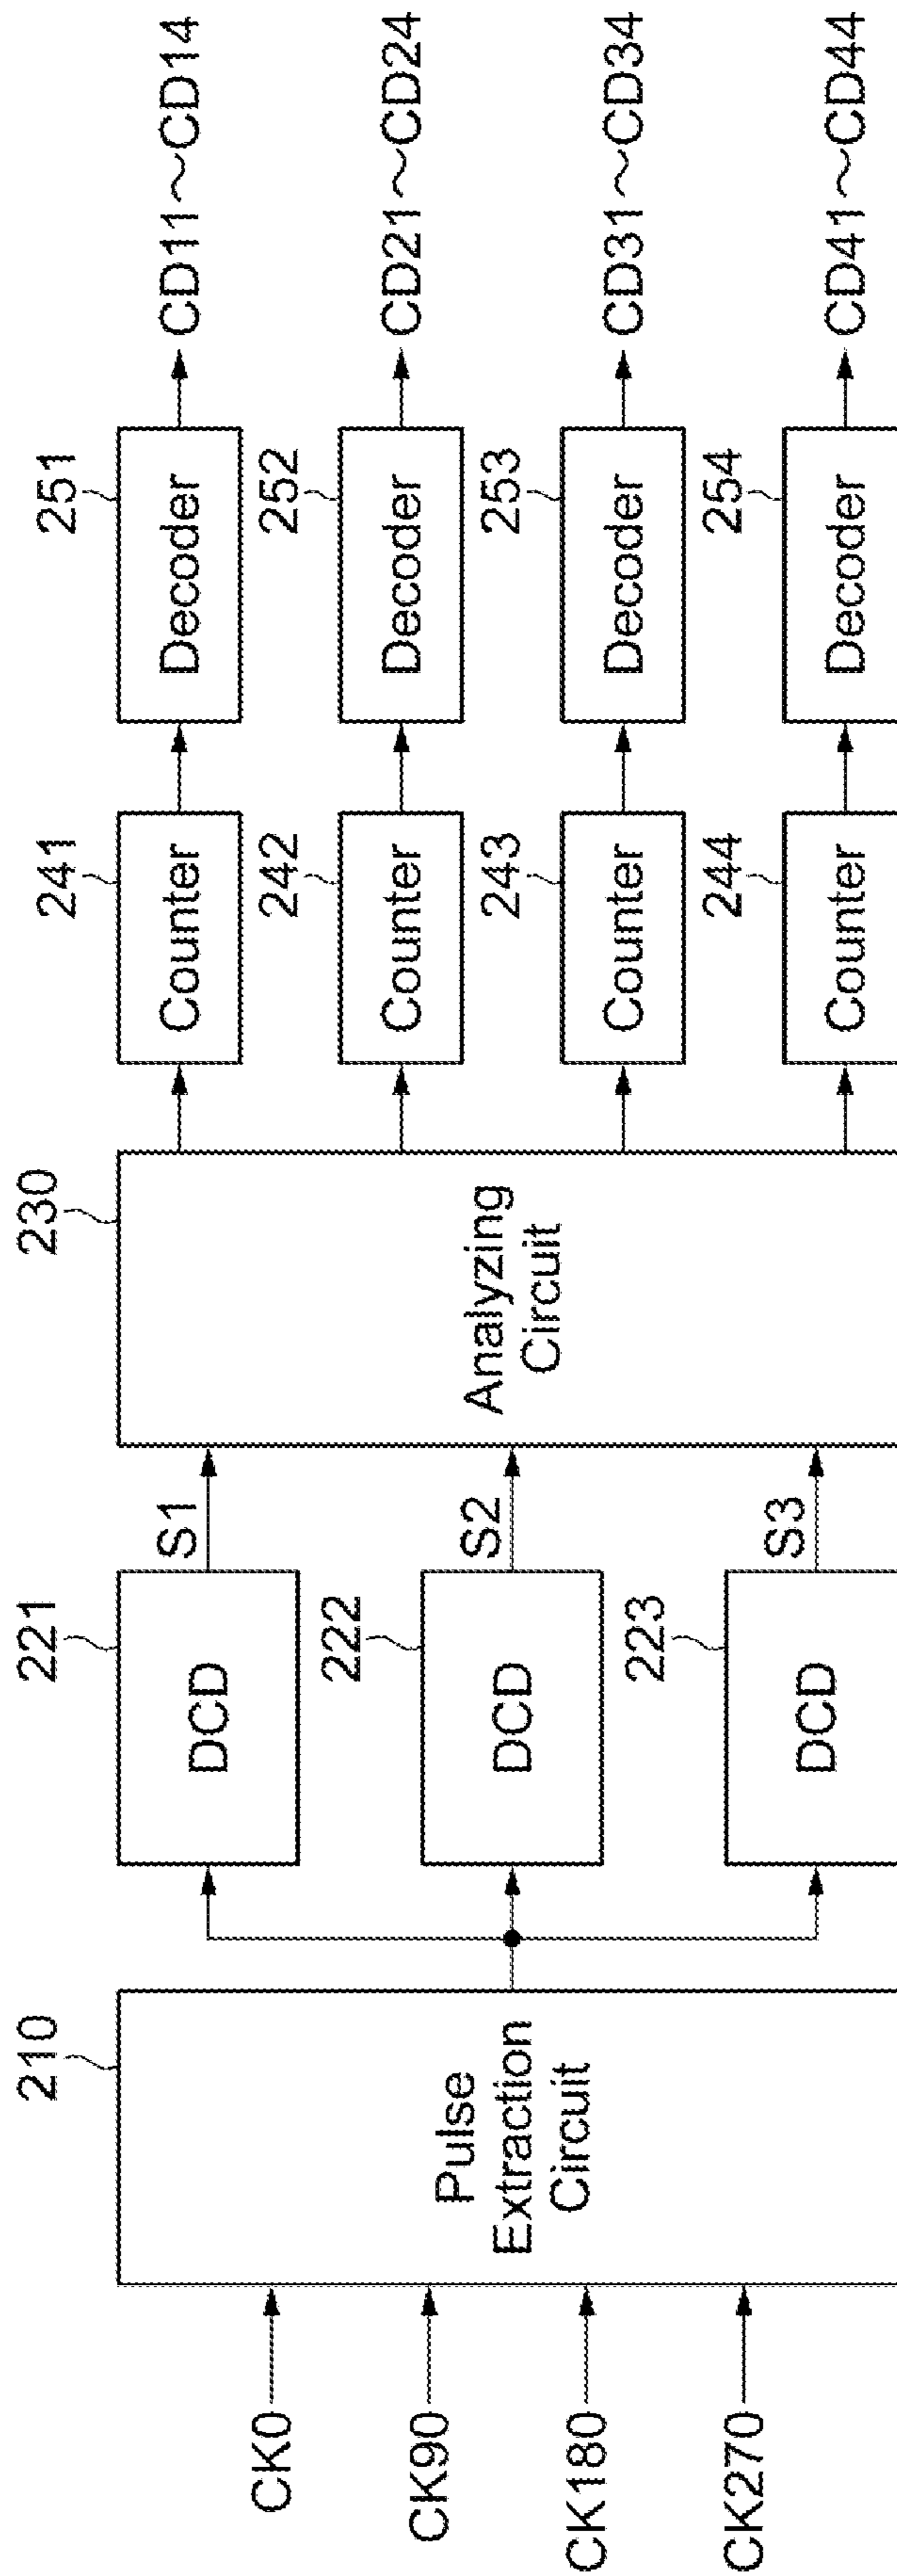 CK0
CK90
CK180
CK270
210
Pulse
Extraction
Circuit
221
DCD
S1
222
DCD
S2
223
DCD
S3
230
Analyzing
Circuit
241
Counter
251
Decoder
CD11～CD14
242
Counter
252
Decoder
CD21～CD24
243
Counter
253
Decoder
CD31～CD34
244
Counter
254
Decoder
CD41～CD44